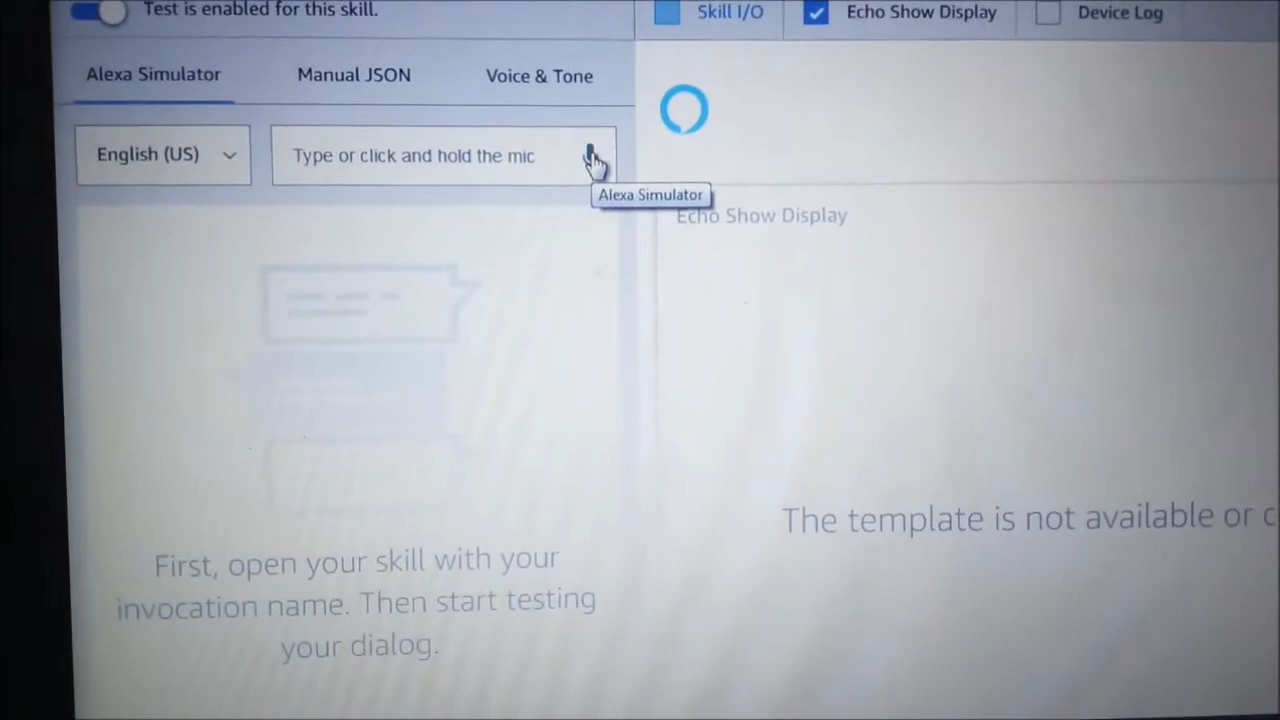 Test is enabled for this skill.
Skill I/O
Echo Show Display
Device Log
Alexa Simulator
Manual JSON
Voice & Tone
English (US)
Type or click and hold the mic
Alexa Simulator
Echo Show Display
The template is not available or
First, open your skill with your
invocation name. Then start testing
your dialog.